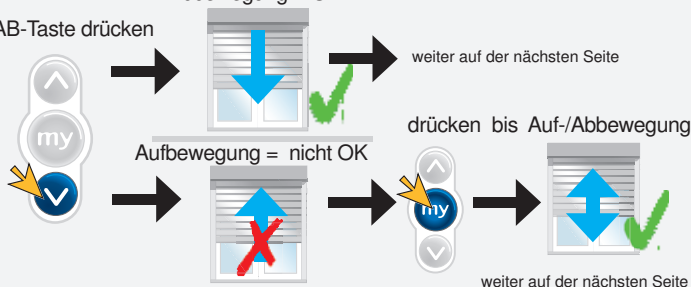 AB-Taste drücken
weiter auf der nächsten Seite
my
drücken bis Auf-/Abbewegung
Aufbewegung = nicht OK
my
weiter auf der nächsten Seite